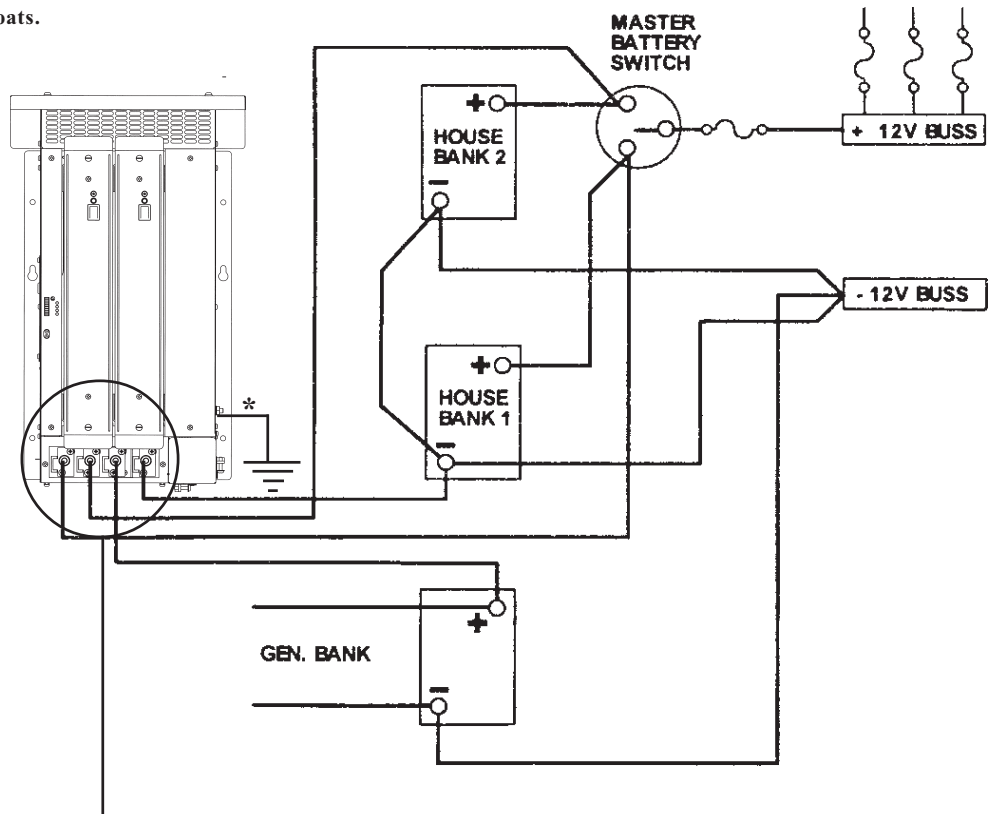 oats.
MASTER
BATTERY
SWITCH
+
HOUSE
BANK 2
−
+ 12V BUSS
- 12V BUSS
+
HOUSE
BANK 1
−
*
+
GEN. BANK
−